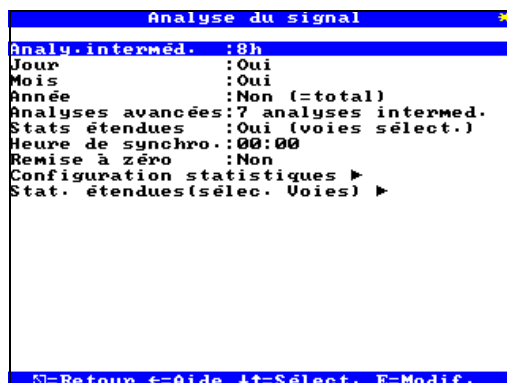 Analyse du signal
Analy.interméd. :8h
Jour :Oui
Mois :Oui
Année :Non (=total)
Analyses avancées:7 analyses intermed.
Stats étendues :Oui (voies sélect.)
Heure de synchro.:00:00
Remise à zéro :Non
Configuration statistiques ►
Stat. étendues(sélec. Voies) ►
=Retour ←=Aide ↓↑=Sélect. E=Modif.